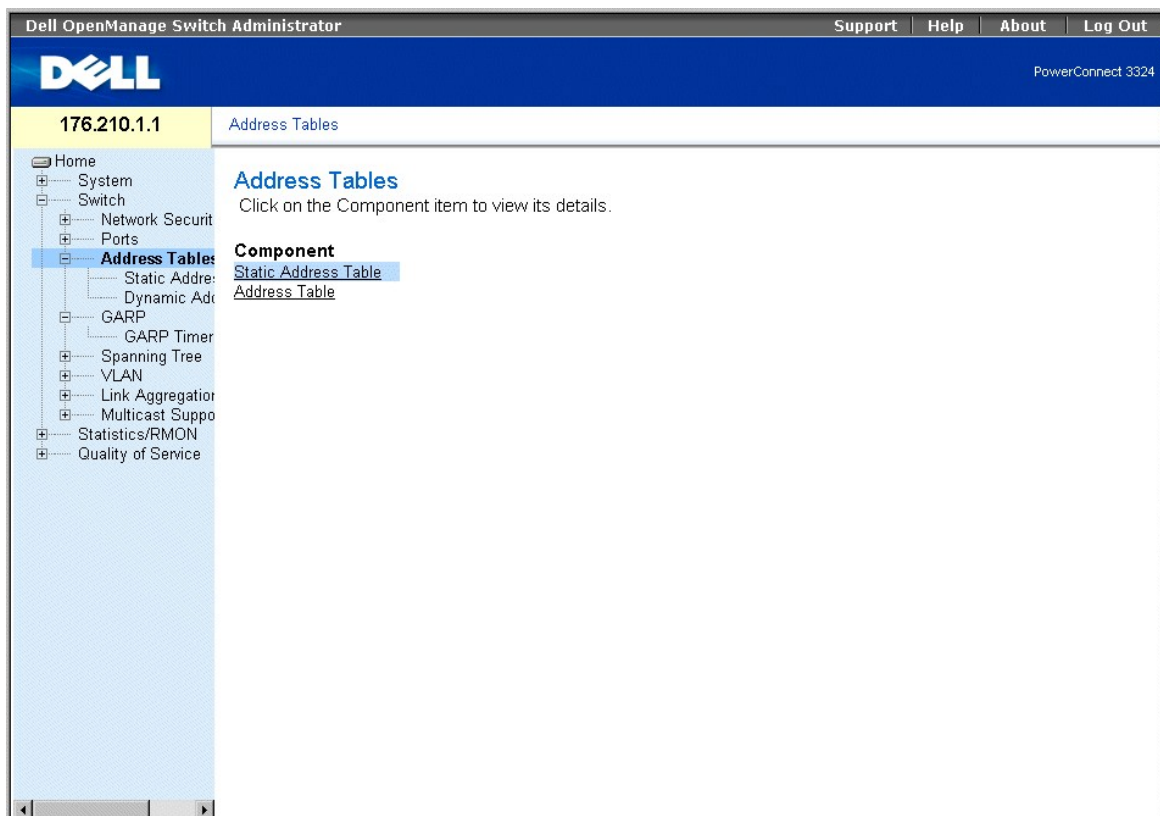 Dell OpenManage Switch Administrator Support Help About Log Out
DELL
PowerConnect 3324
176.210.1.1 Address Tables
Home
System
Switch
Network Securit
Ports
Address Tables
Static Addre
Dynamic Add
GARP
GARP Timer
Spanning Tree
VLAN
Link Aggregation
Multicast Suppo
Statistics/RMON
Quality of Service
Address Tables
Click on the Component item to view its details.
Component
Static Address Table
Address Table